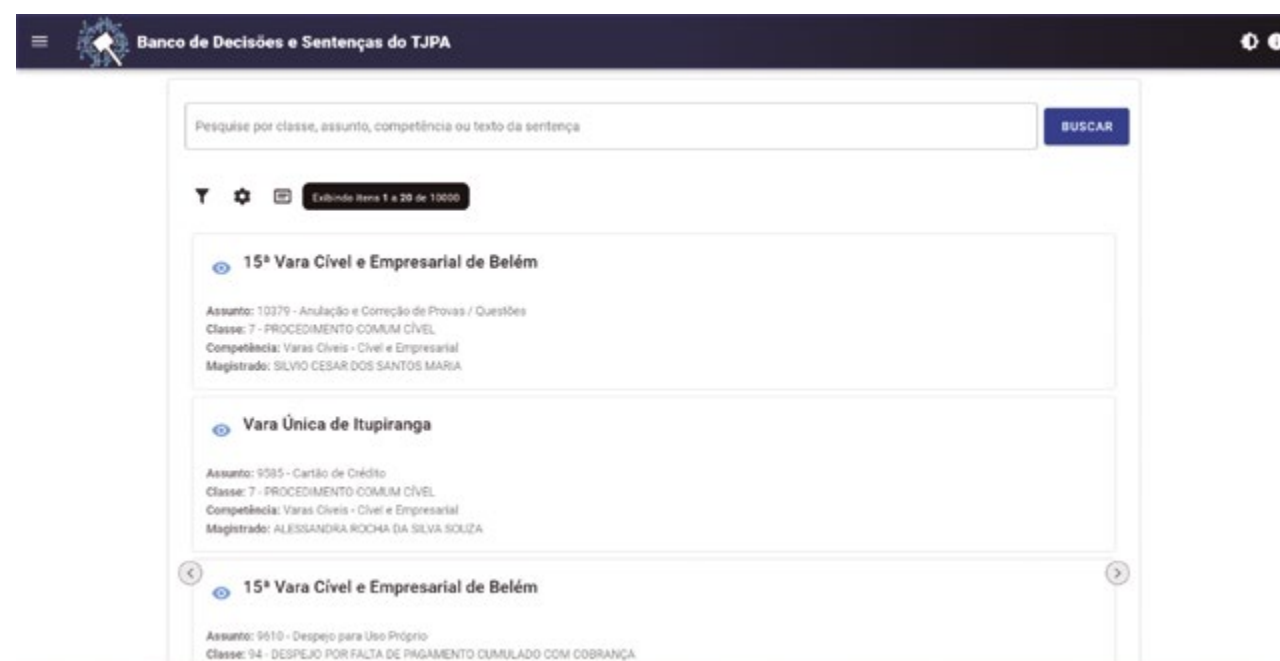 Banco de Decisões e Sentenças do TJPA
Pesquise por classe, assunto, competência ou texto da sentença
BUSCAR
Exibindo itens 1 a 20 de 10000
15ª Vara Cível e Empresarial de Belém
Assunto: 10379 - Anulação e Correção de Provas / Questões
Classe: 7 - PROCEDIMENTO COMUM CÍVEL
Competência: Varas Cíveis - Cível e Empresarial
Magistrado: SILVIO CESAR DOS SANTOS MARIA
Vara Única de Itupiranga
Assunto: 9585 - Cartão de Crédito
Classe: 7 - PROCEDIMENTO COMUM CÍVEL
Competência: Varas Cíveis - Cível e Empresarial
Magistrado: ALESSANDRA ROCHA DA SILVA SOUZA
15ª Vara Cível e Empresarial de Belém
Assunto: 9610 - Despejo para Uso Próprio
Classe: 94 - DESPEJO POR FALTA DE PAGAMENTO CUMULADO COM COBRANÇA